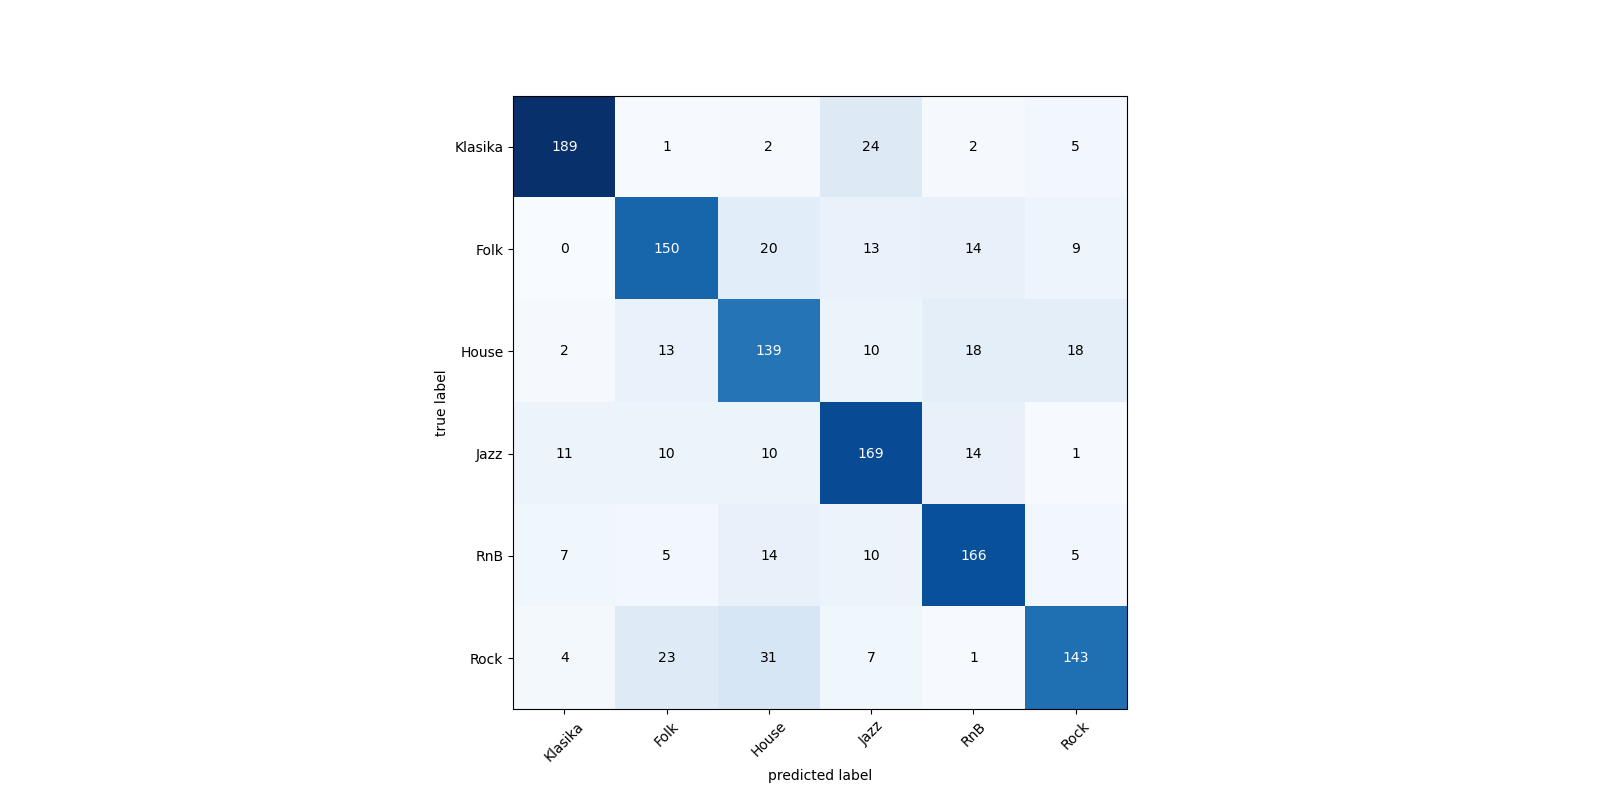 Klasika 189 1 2 24 2 5
Folk 0 150 20 13 14 9
House 2 13 139 10 18 18
true label
Jazz 11 10 10 169 14 1
RnB 7 5 14 10 166 5
Rock 4 23 31 7 1 143
Klasika Folk House Jazz RnB Rock
predicted label